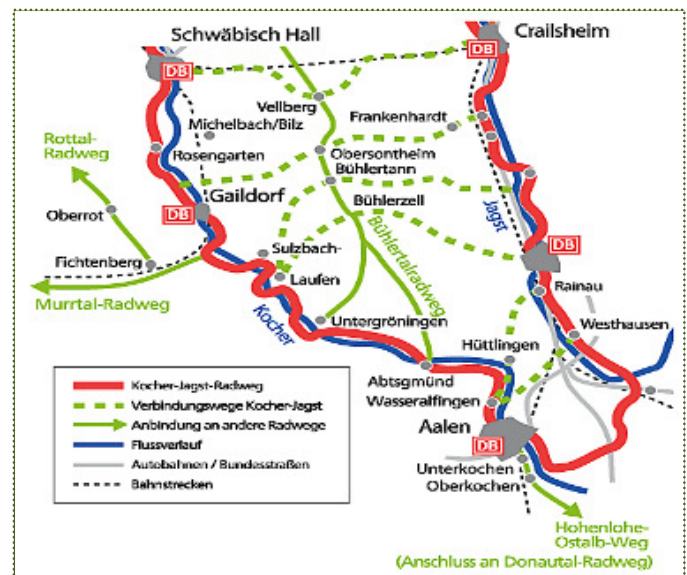 Schwäbisch Hall
Crailsheim
DB
DB
Vellberg
Michelbach/Bilz
Frankenhardt
Rottal-
Radweg
Rosengarten
Obersontheim
Bühlertann
Gaildorf
Jagst
Oberrot
DB
Bühlerzell
DB
Sulzbach-
Laufen
Bühlertalradweg
Fichtenberg
Rainau
Murrtal-Radweg
Kocher
Untergröningen
Westhausen
Hüttlingen
Abtsgmünd
Wasseralfingen
Aalen
DB
Kocher-Jagst-Radweg
Verbindungswege Kocher-Jagst
Anbindung an andere Radwege
Flussverlauf
Autobahnen / Bundesstraßen
Bahnstrecken
Unterkochen
Oberkochen
Hohenlohe-
Ostalb-Weg
(Anschluss an Donautal-Radweg)